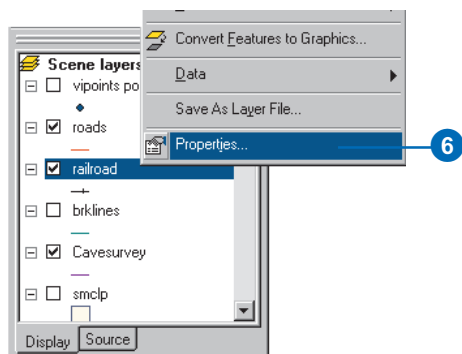 Convert Features to Graphics...
Data
Save As Layer File...
Properties...
6
Scene layers
vipoints po
roads
railroad
brklines
Cavesurvey
smclp
Display
Source